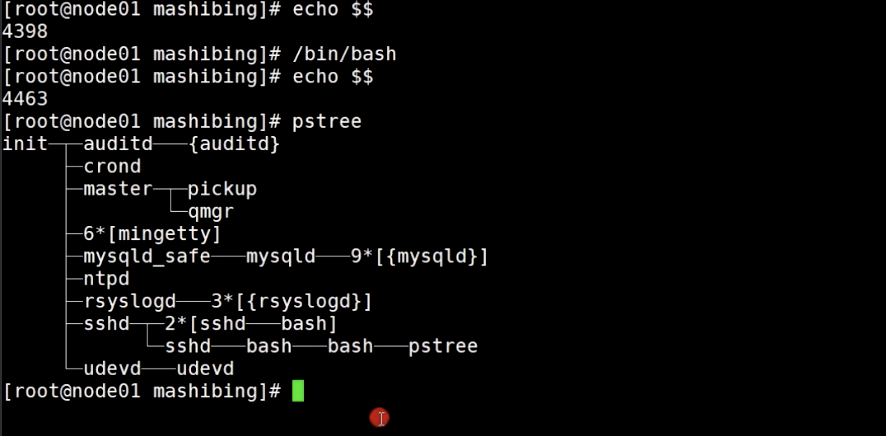 [root@node01 mashibing]# echo $$
4398
[root@node01 mashibing]# /bin/bash
[root@node01 mashibing]# echo $$
4463
[root@node01 mashibing]# pstree
init─┬─auditd───{auditd}
     ├─crond
     ├─master─┬─pickup
     │        └─qmgr
     ├─6*[mingetty]
     ├─mysqld_safe───mysqld───9*[{mysqld}]
     ├─ntpd
     ├─rsyslogd───3*[{rsyslogd}]
     ├─sshd─┬─2*[sshd───bash]
     │      └─sshd───bash───bash───pstree
     └─udevd───udevd
[root@node01 mashibing]#